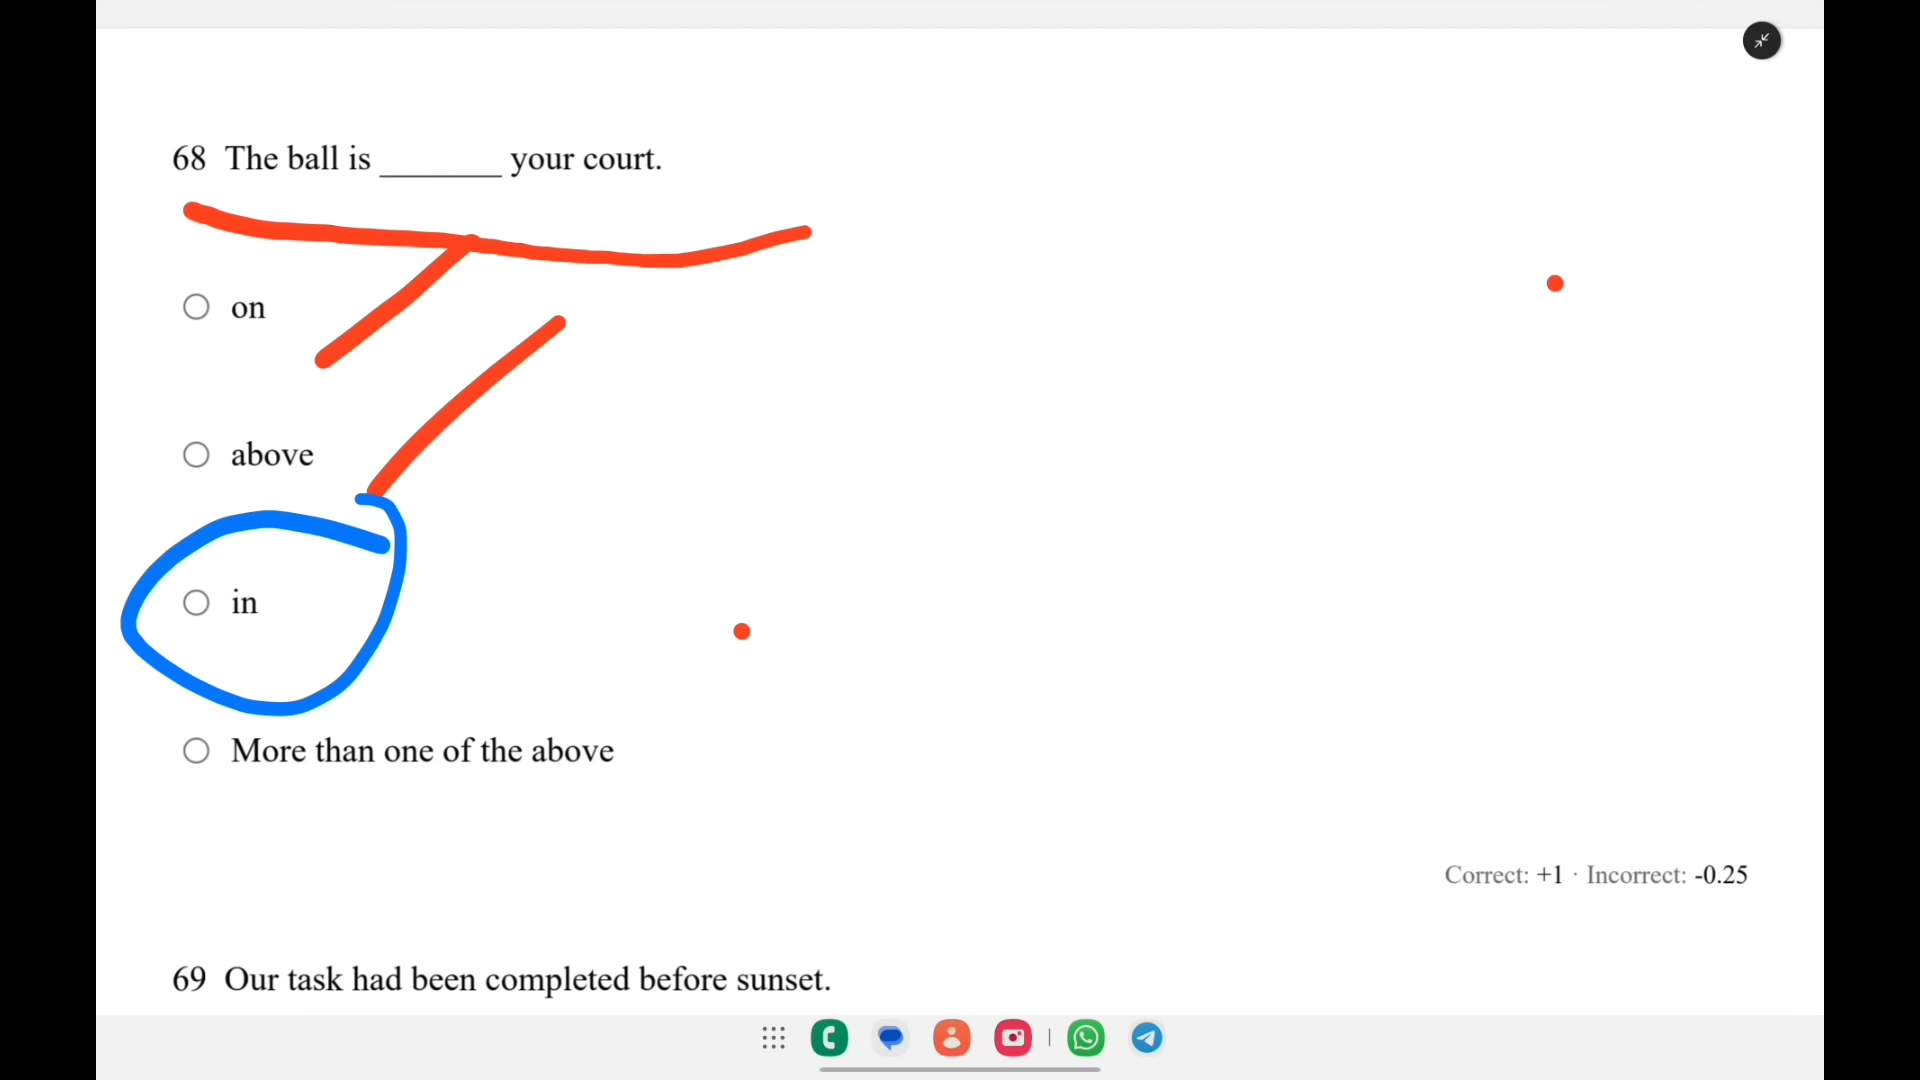 68 The ball is _______ your court.
on
above
in
More than one of the above
Correct: +1 · Incorrect: -0.25
69 Our task had been completed before sunset.